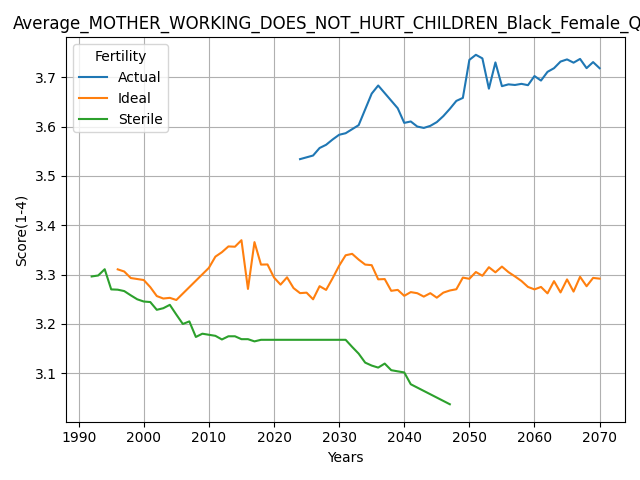 Average_MOTHER_WORKING_DOES_NOT_HURT_CHILDREN_Black_Female_Q
Fertility
Actual
Ideal
Sterile
Score(1-4)
3.7
3.6
3.5
3.4
3.3
3.2
3.1
1990 2000 2010 2020 2030 2040 2050 2060 2070
Years